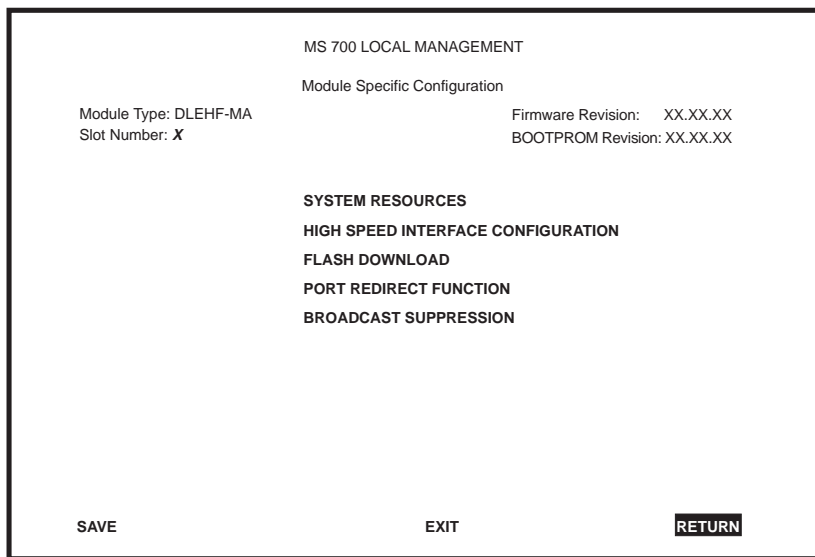 MS 700 LOCAL MANAGEMENT
Module Specific Configuration
Module Type: DLEHF-MA Firmware Revision: XX.XX.XX
Slot Number: X BOOTPROM Revision: XX.XX.XX
SYSTEM RESOURCES
HIGH SPEED INTERFACE CONFIGURATION
FLASH DOWNLOAD
PORT REDIRECT FUNCTION
BROADCAST SUPPRESSION
SAVE EXIT RETURN